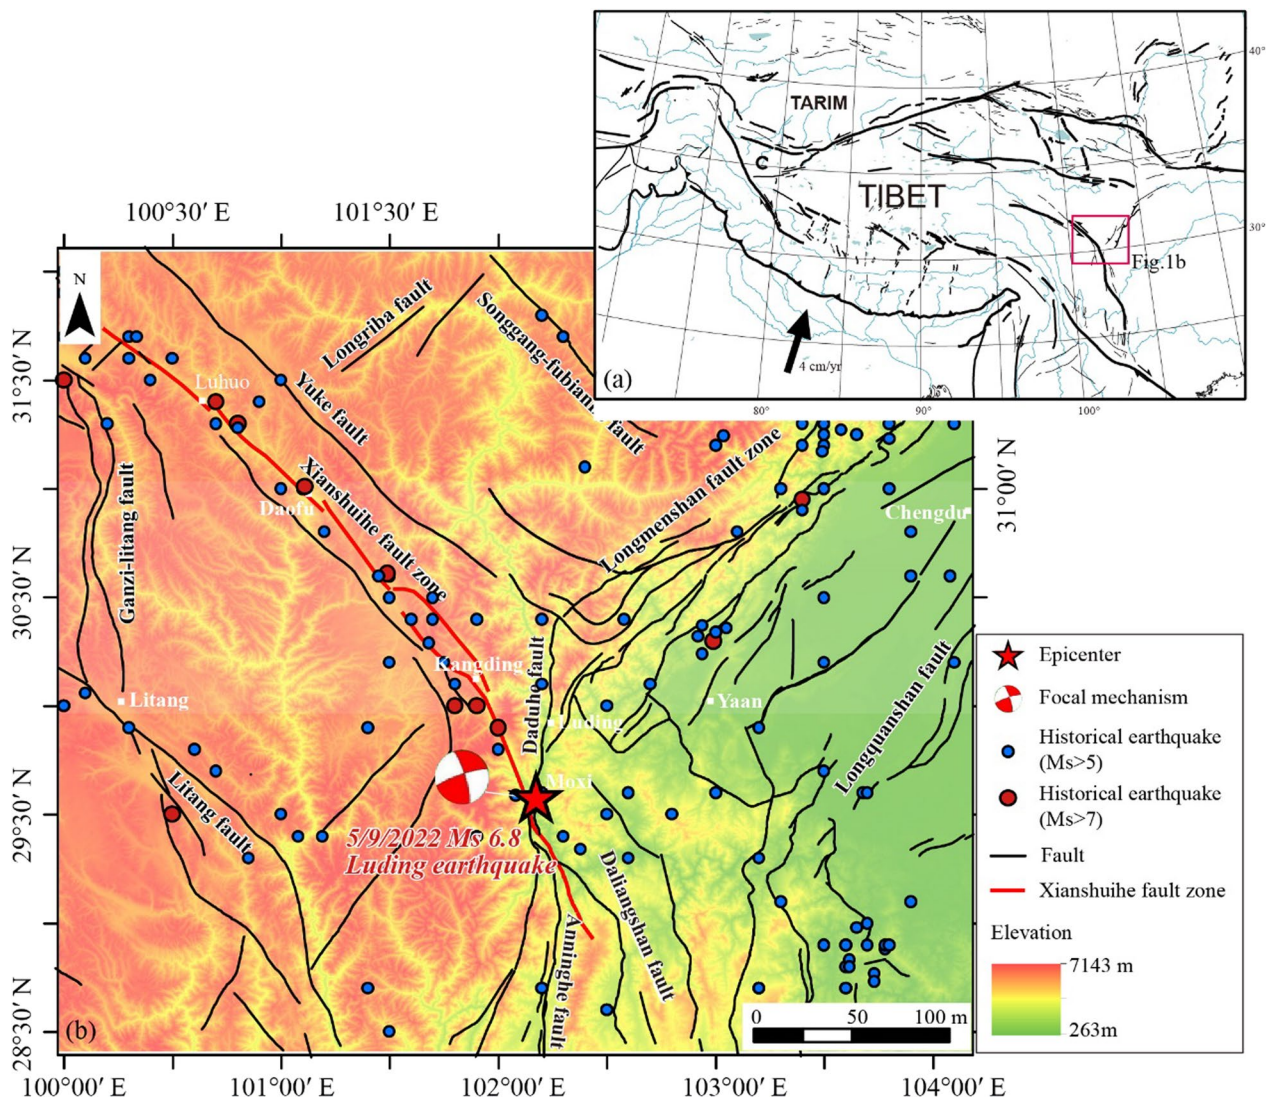 TARIM
TIBET
C
40°
30°
Fig.1b
4 cm/yr
(a)
80°
90°
100°
100°30′ E
101°30′ E
N
31°30′ N
30°30′ N
29°30′ N
28°30′ N
31°00′ N
Longriba fault
Songgang-fubian
fault
Yuke fault
Luhuo
Xianshuihe fault zone
Longmenshan fault zone
Ganzi-litang fault
Daofu
Chengdu
Kangding
Daduhe fault
Litang
Luding
Yaan
Longquanshan fault
Moxi
Litang fault
5/9/2022 Ms 6.8
Luding earthquake
Daliangshan fault
Anninghe fault
(b)
0 50 100 m
100°00′ E
101°00′ E
102°00′ E
103°00′ E
104°00′ E
Epicenter
Focal mechanism
Historical earthquake
(Ms>5)
Historical earthquake
(Ms>7)
Fault
Xianshuihe fault zone
Elevation
7143 m
263m